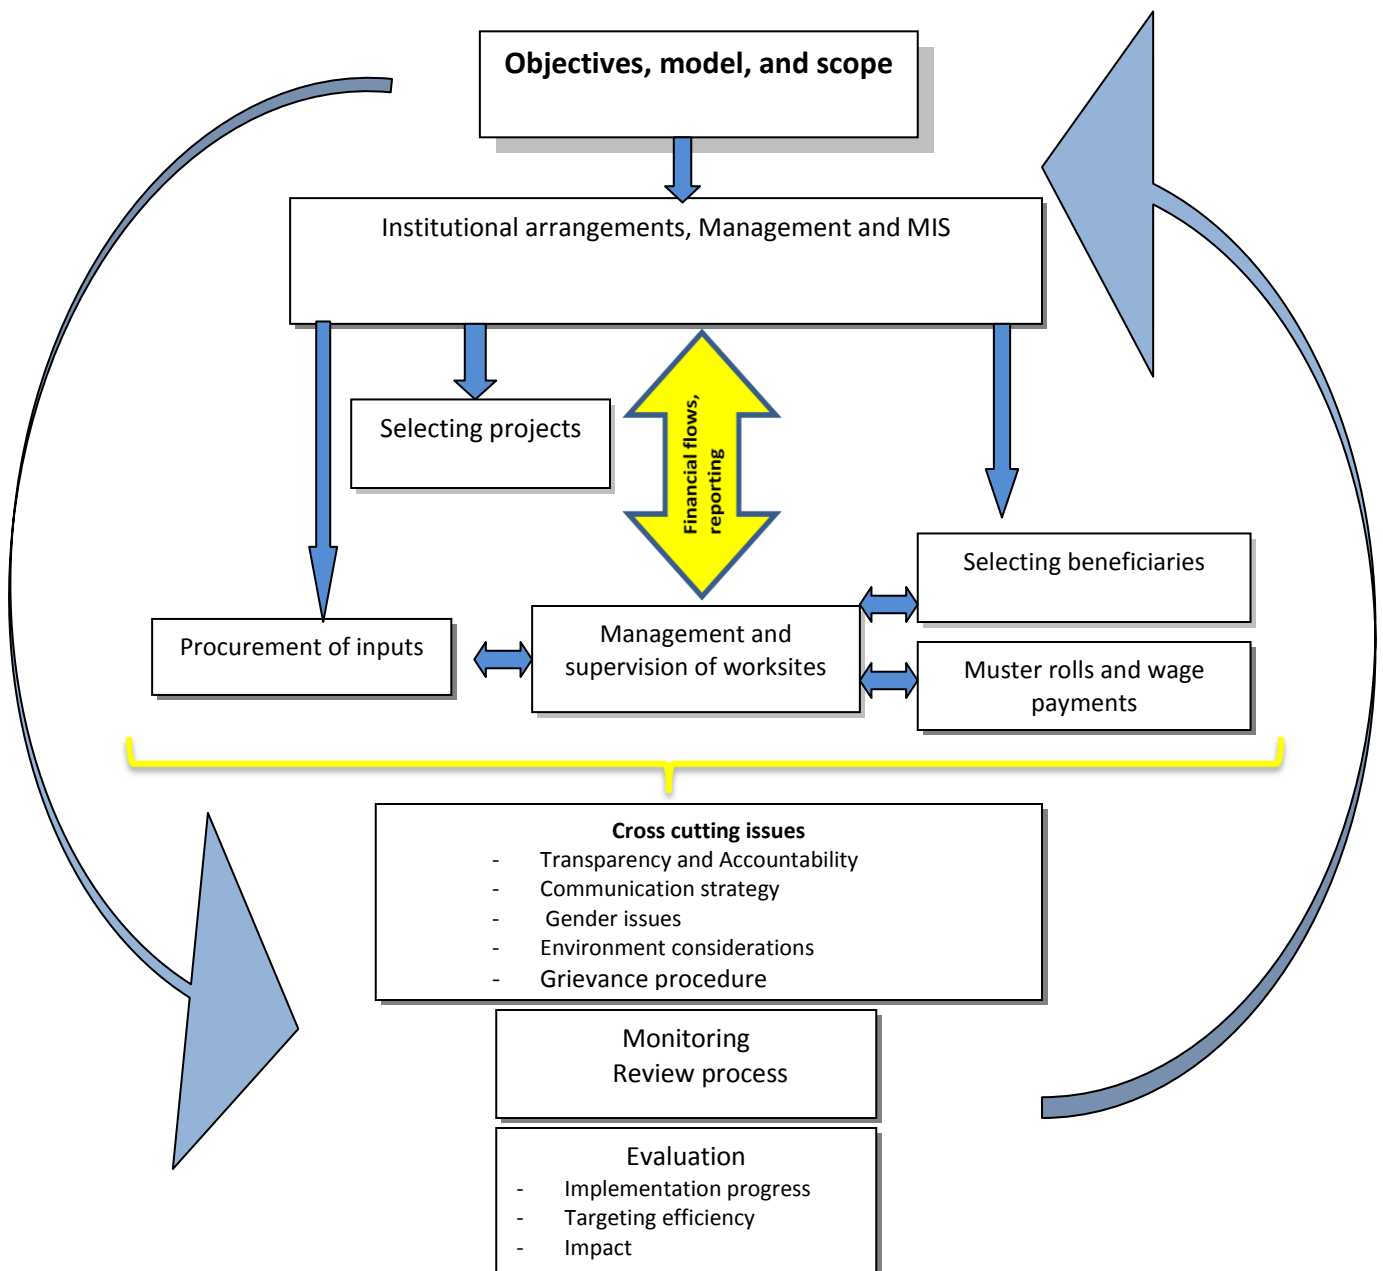 Objectives, model, and scope
Institutional arrangements, Management and MIS
Selecting projects
Financial flows,
reporting
Selecting beneficiaries
Procurement of inputs
Management and
supervision of worksites
Muster rolls and wage
payments
Cross cutting issues
- Transparency and Accountability
- Communication strategy
- Gender issues
- Environment considerations
- Grievance procedure
Monitoring
Review process
Evaluation
- Implementation progress
- Targeting efficiency
- Impact